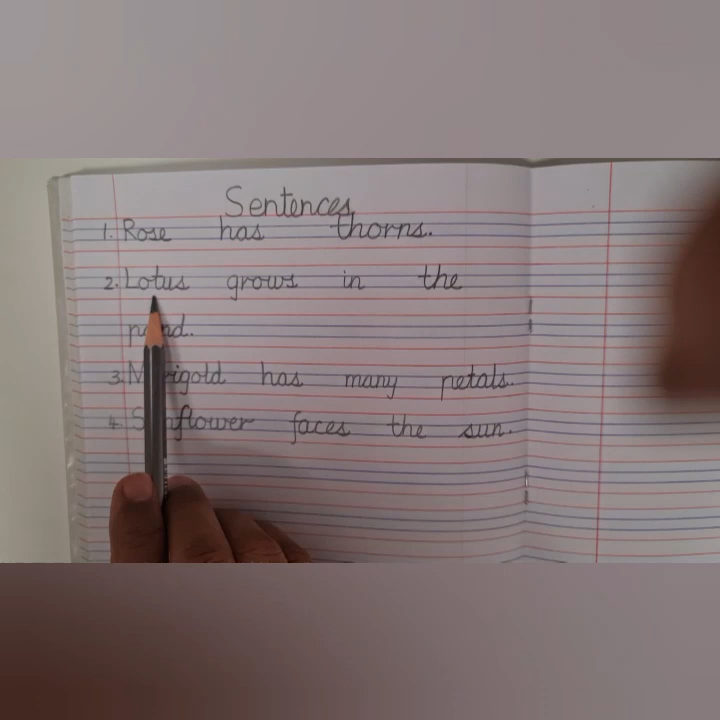 Sentences
1. Rose has thorns.
2. Lotus grows in the
pond.
3. Marigold has many petals.
4. Sunflower faces the sun.